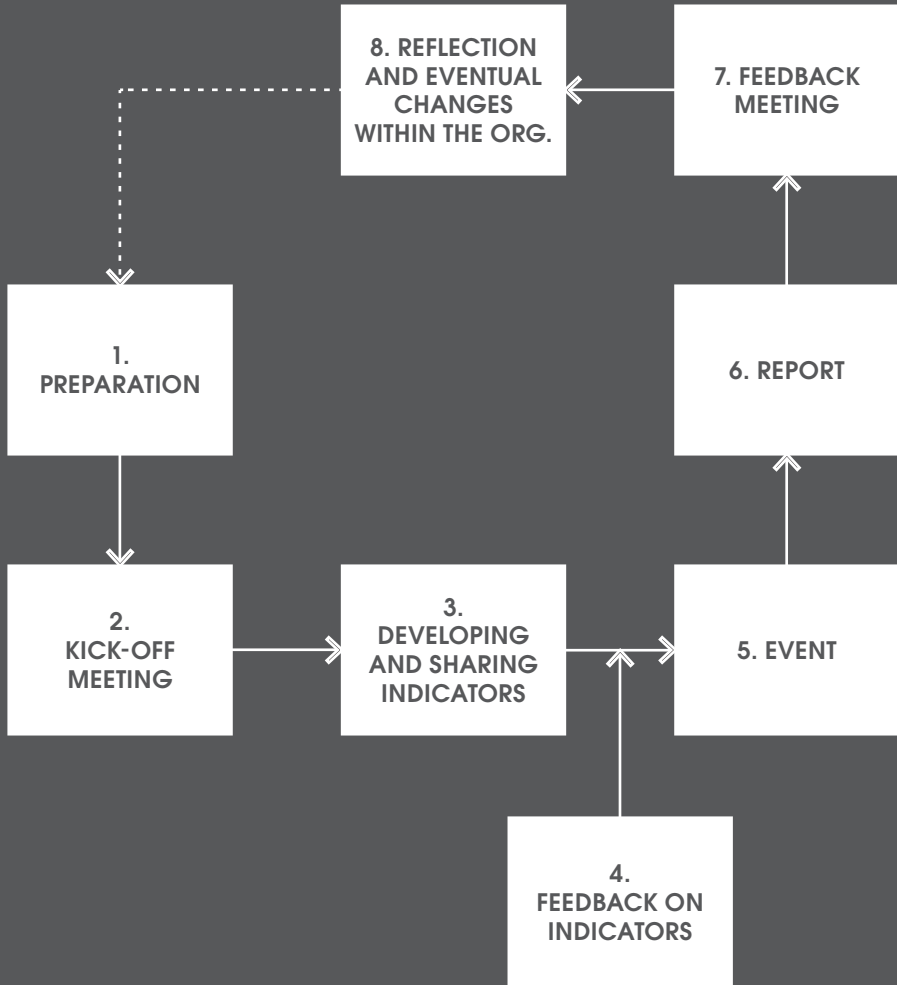 8. REFLECTION
AND EVENTUAL
CHANGES
WITHIN THE ORG.
7. FEEDBACK
MEETING
1.
PREPARATION
6. REPORT
2.
KICK-OFF
MEETING
3.
DEVELOPING
AND SHARING
INDICATORS
5. EVENT
4.
FEEDBACK ON
INDICATORS